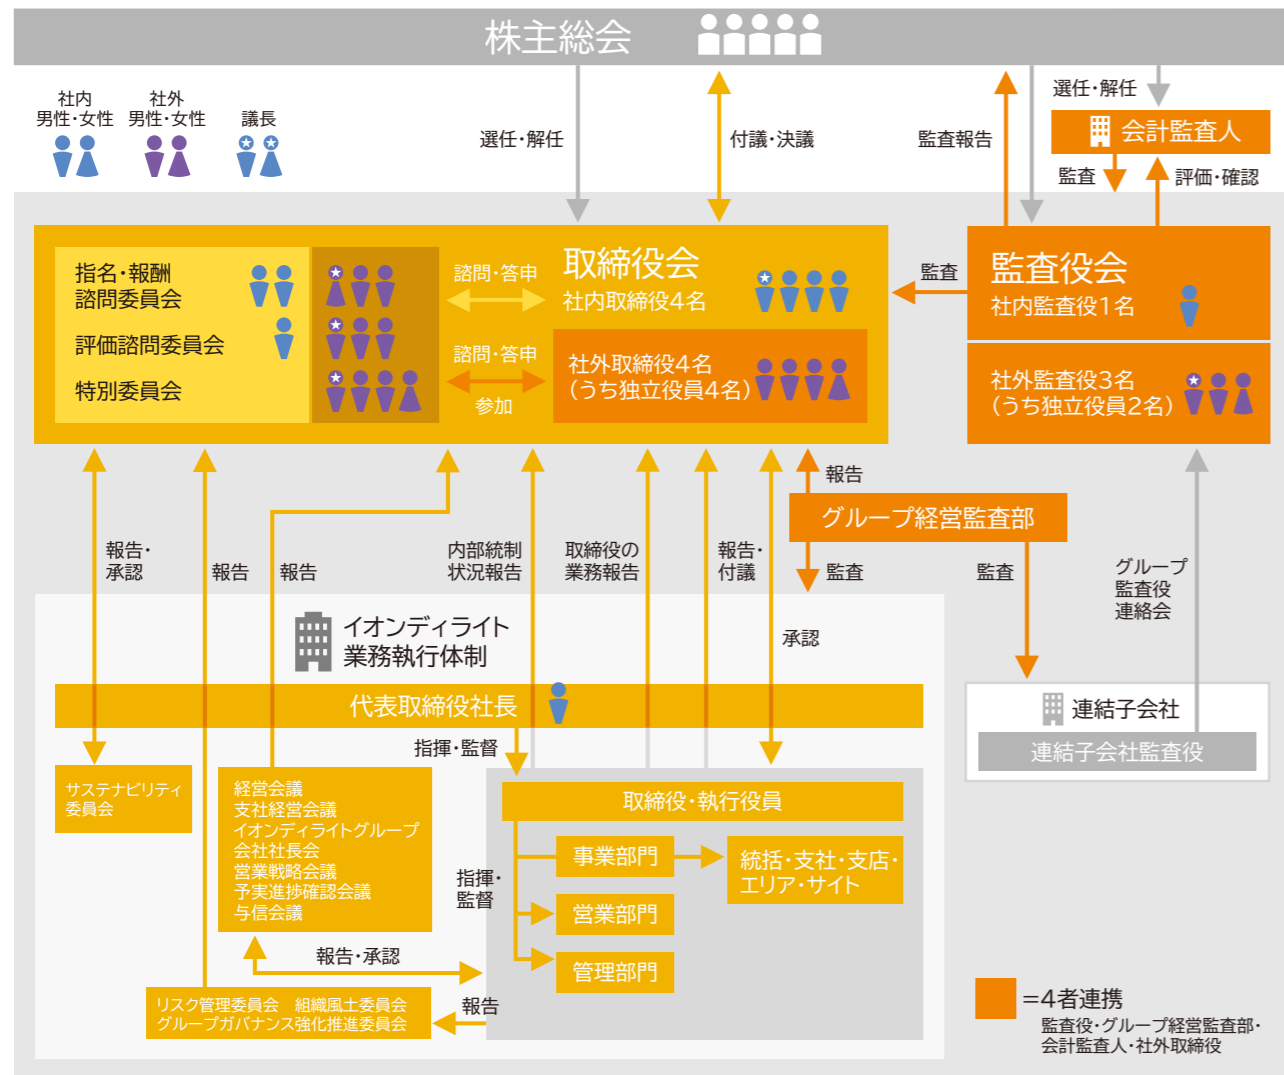 株主総会
社内
男性・女性
社外
男性・女性
議長
選任・解任
付議・決議
監査報告
選任・解任
会計監査人
監査
評価・確認
指名・報酬
諮問委員会
評価諮問委員会
特別委員会
諮問・答申
諮問・答申
参加
取締役会
社内取締役4名
社外取締役4名
（うち独立役員4名）
監査
監査役会
社内監査役1名
社外監査役3名
（うち独立役員2名）
報告・
承認
報告
報告
内部統制
状況報告
取締役の
業務報告
報告・
付議
報告
グループ経営監査部
監査
監査
承認
グループ
監査役
連絡会
イオンディライト
業務執行体制
代表取締役社長
指揮・監督
連結子会社
連結子会社監査役
サステナビリティ
委員会
経営会議
支社経営会議
イオンディライトグループ
会社社長会
営業戦略会議
予実進捗確認会議
与信会議
取締役・執行役員
指揮・
監督
事業部門
営業部門
管理部門
統括・支社・支店・
エリア・サイト
報告・承認
リスク管理委員会　組織風土委員会
グループガバナンス強化推進委員会
報告
=4者連携
監査役・グループ経営監査部・
会計監査人・社外取締役